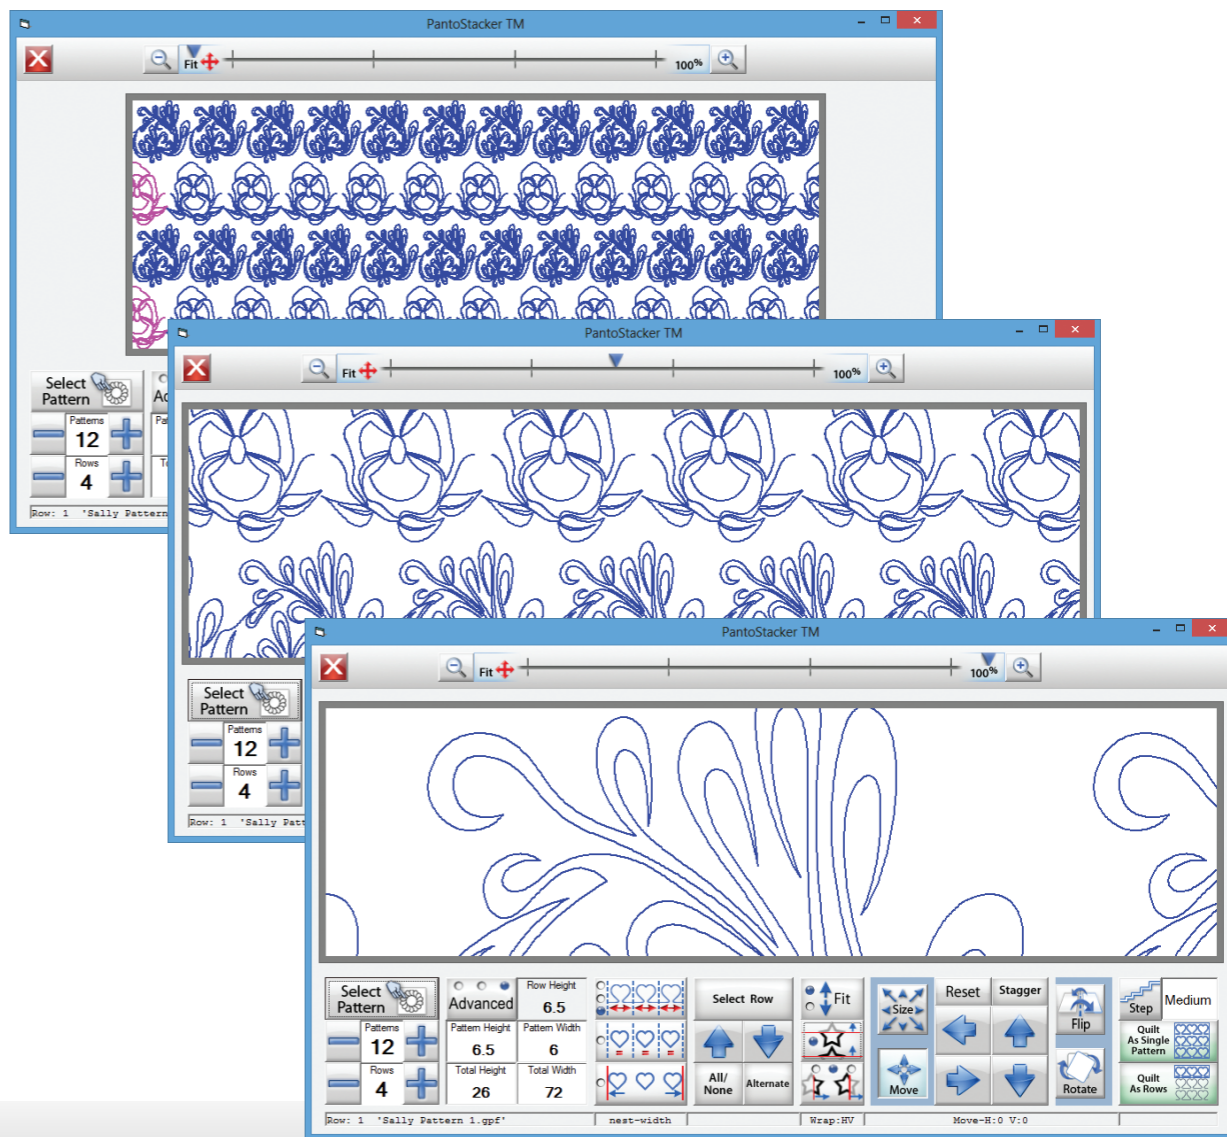 PantoStacker TM
Fit
100%
Select
Pattern
Ad
Patterns
12
Pa
Rows
4
To
Row: 1 'Sally Pattern
PantoStacker TM
Fit
100%
Select
Pattern
Patterns
12
Rows
4
Row: 1 'Sally Patt
PantoStacker TM
Fit
100%
Select
Pattern
Advanced
Row Height
6.5
Select Row
Fit
Size
Reset
Stagger
Flip
Step
Medium
Patterns
12
Pattern Height
6.5
Pattern Width
6
Quilt
As Single
Pattern
Rows
4
Total Height
26
Total Width
72
All/
None
Alternate
Move
Rotate
Quilt
As Rows
Row: 1 'Sally Pattern 1.gpf'
nest-width
Wrap:HV
Move-H:0 V:0